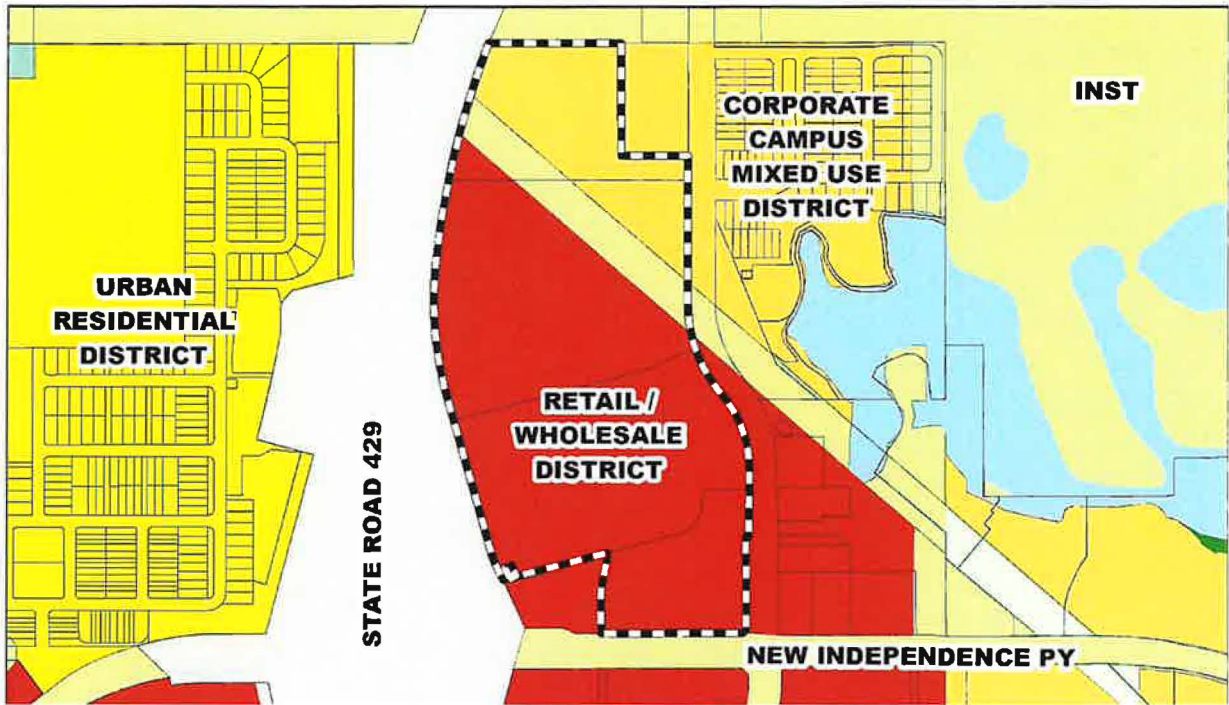 CORPORATE
CAMPUS
MIXED USE
DISTRICT
INST
URBAN
RESIDENTIAL
DISTRICT
RETAIL /
WHOLESALE
DISTRICT
STATE ROAD 429
NEW INDEPENDENCE PY